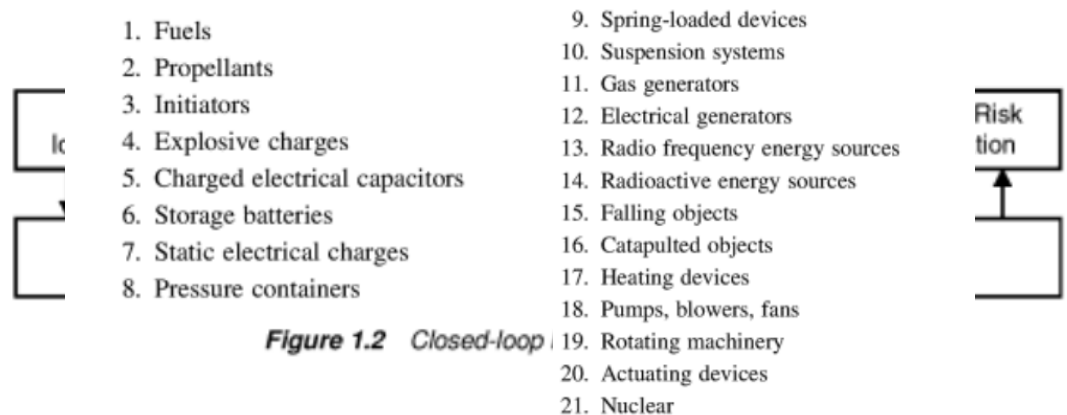 1. Fuels
2. Propellants
3. Initiators
4. Explosive charges
5. Charged electrical capacitors
6. Storage batteries
7. Static electrical charges
8. Pressure containers
9. Spring-loaded devices
10. Suspension systems
11. Gas generators
12. Electrical generators
13. Radio frequency energy sources
14. Radioactive energy sources
15. Falling objects
16. Catapulted objects
17. Heating devices
18. Pumps, blowers, fans
19. Rotating machinery
20. Actuating devices
21. Nuclear
Risk
tion
Figure 1.2 Closed-loop